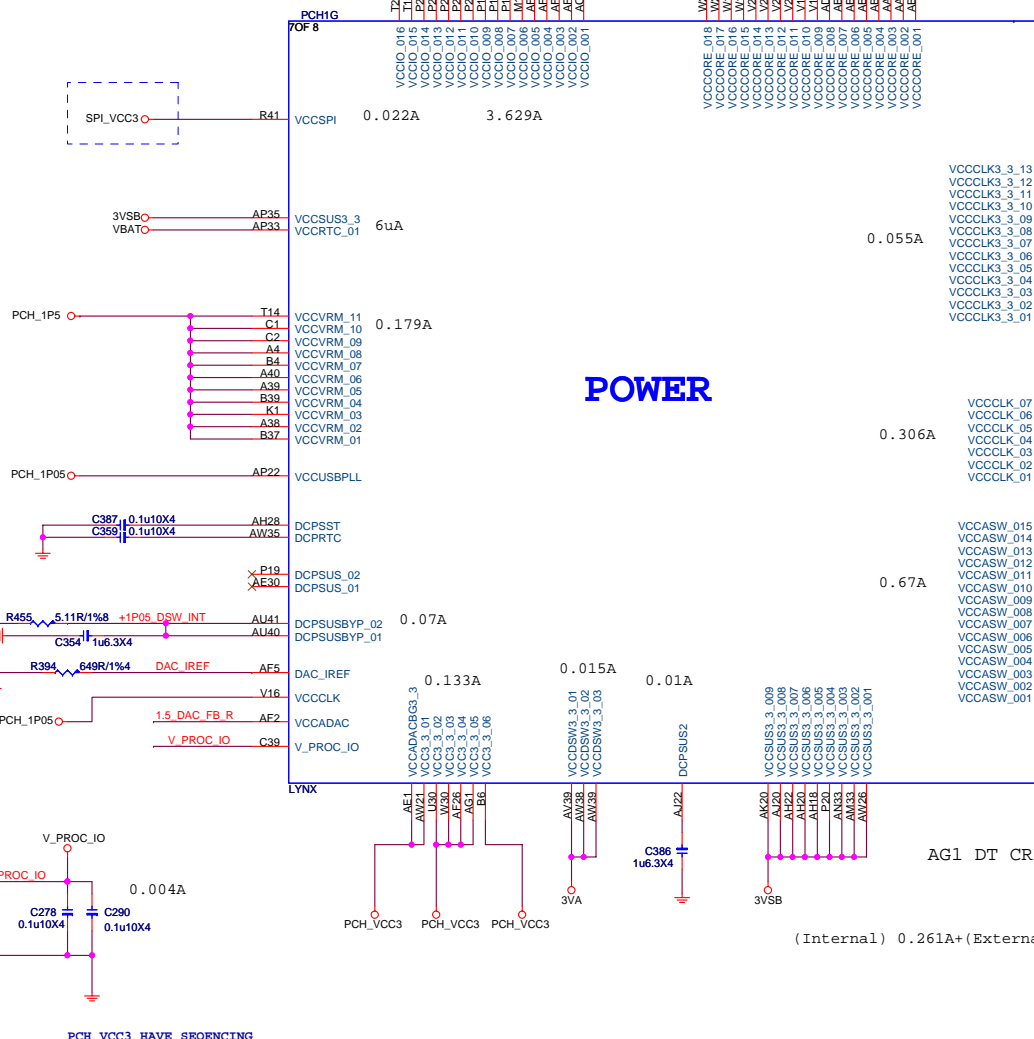 PCH1G
7OF 8
VCCIO_016
VCCIO_015
VCCIO_014
VCCIO_013
VCCIO_012
VCCIO_011
VCCIO_010
VCCIO_009
VCCIO_008
VCCIO_007
VCCIO_006
VCCIO_005
VCCIO_004
VCCIO_003
VCCIO_002
VCCIO_001
VCCCORE_018
VCCCORE_017
VCCCORE_016
VCCCORE_015
VCCCORE_014
VCCCORE_013
VCCCORE_012
VCCCORE_011
VCCCORE_010
VCCCORE_009
VCCCORE_008
VCCCORE_007
VCCCORE_006
VCCCORE_005
VCCCORE_004
VCCCORE_003
VCCCORE_002
VCCCORE_001
SPI_VCC3 R41 VCCSPI 0.022A 3.629A
3VSB AP35 VCCSUS3_3
VBAT AP33 VCCRTC_01 6uA
VCCCLK3_3_13
VCCCLK3_3_12
VCCCLK3_3_11
VCCCLK3_3_10
VCCCLK3_3_09
VCCCLK3_3_08
VCCCLK3_3_07
VCCCLK3_3_06
VCCCLK3_3_05
VCCCLK3_3_04
VCCCLK3_3_03
VCCCLK3_3_02
VCCCLK3_3_01
0.055A
PCH_1P5 T14 VCCVRM_11
C1 VCCVRM_10 0.179A
C2 VCCVRM_09
A4 VCCVRM_08
B4 VCCVRM_07
A40 VCCVRM_06
A39 VCCVRM_05
B39 VCCVRM_04
K1 VCCVRM_03
A38 VCCVRM_02
B37 VCCVRM_01
POWER
VCCCLK_07
VCCCLK_06
VCCCLK_05
VCCCLK_04
VCCCLK_03
VCCCLK_02
VCCCLK_01
0.306A
PCH_1P05 AP22 VCCUSBPLL
C387 0.1u10X4 AH28 DCPSST
C359 0.1u10X4 AW35 DCPRTC
P19 DCPSUS_02
AE30 DCPSUS_01
VCCASW_015
VCCASW_014
VCCASW_013
VCCASW_012
VCCASW_011
VCCASW_010
VCCASW_009
VCCASW_008
VCCASW_007
VCCASW_006
VCCASW_005
VCCASW_004
VCCASW_003
VCCASW_002
VCCASW_001
0.67A
R455 5.11R/1%8 +1P05_DSW_INT AU41 DCPSUSBYP_02 0.07A
C354 1u6.3X4 AU40 DCPSUSBYP_01
R394 649R/1%4 DAC_IREF AF5 DAC_IREF
PCH_1P05 V16 VCCCLK
1.5_DAC_FB_R AF2 VCCADAC
V_PROC_IO C39 V_PROC_IO
0.133A 0.015A 0.01A
VCCADACBG3_3
VCC3_3_01
VCC3_3_02
VCC3_3_03
VCC3_3_04
VCC3_3_05
VCC3_3_06
VCCDSW3_3_01
VCCDSW3_3_02
VCCDSW3_3_03
DCPSUS2
VCCSUS3_3_009
VCCSUS3_3_008
VCCSUS3_3_007
VCCSUS3_3_006
VCCSUS3_3_005
VCCSUS3_3_004
VCCSUS3_3_003
VCCSUS3_3_002
VCCSUS3_3_001
LYNX
AE1
AW21
U30
W30
AF26
AG1
B6
AV39
AW38
AW39
AJ22
AK20
AJ20
AH22
AH20
AH18
P20
AN33
AM33
AW26
C386
1u6.3X4
3VA
3VSB
PCH_VCC3 PCH_VCC3 PCH_VCC3
V_PROC_IO
0.004A
C278
0.1u10X4
C290
0.1u10X4
AG1 DT CR
(Internal) 0.261A+(Externa
PCH VCC3 HAVE SEQENCING